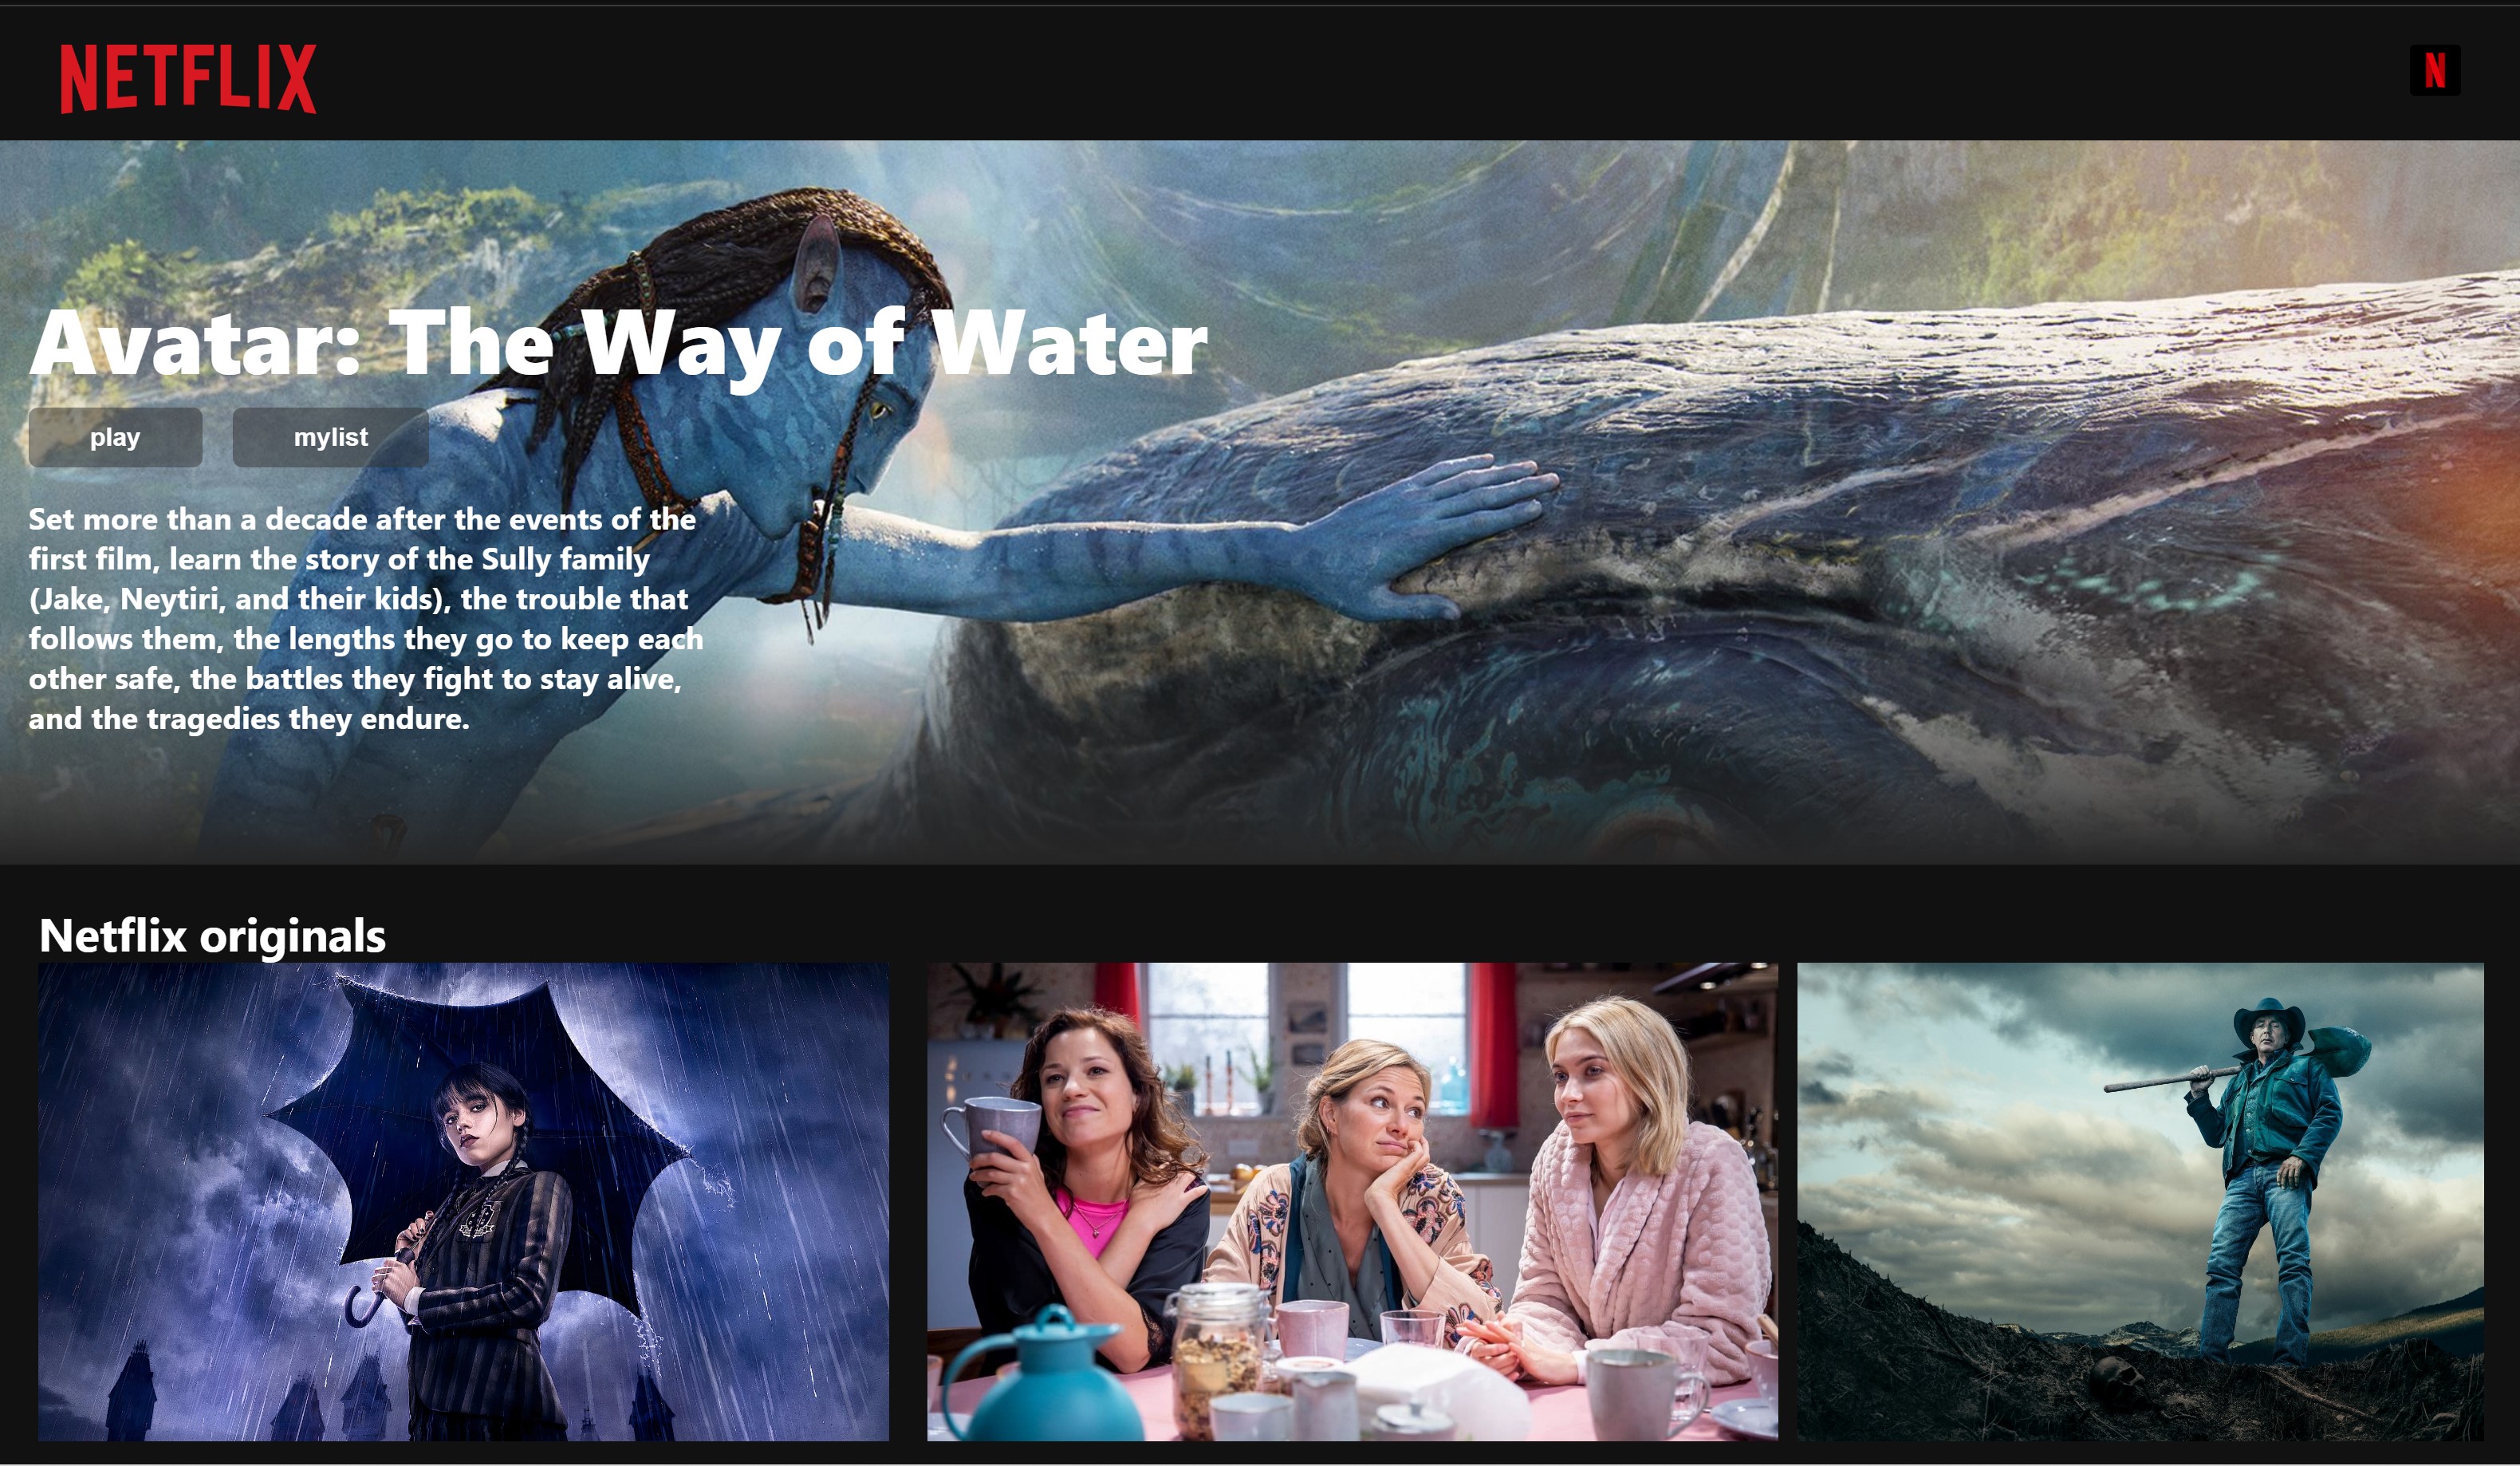 NETFLIX
N
Avatar: The Way of Water
play
mylist
Set more than a decade after the events of the
first film, learn the story of the Sully family
(Jake, Neytiri, and their kids), the trouble that
follows them, the lengths they go to keep each
other safe, the battles they fight to stay alive,
and the tragedies they endure.
Netflix originals